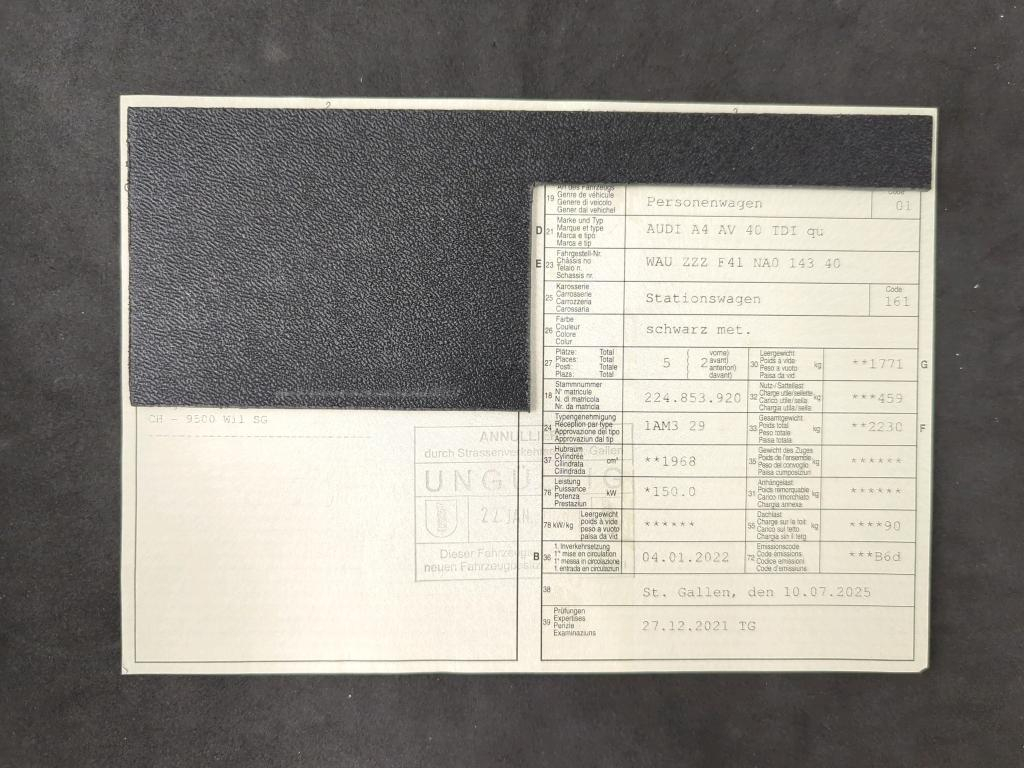 19 Art des Fahrzeugs
Genre de véhicule
Genere di veicolo
Gener dal vehichel
Personenwagen
Code
01
D 21 Marke und Typ
Marque et type
Marca e tipo
Marca e tip
AUDI A4 AV 40 TDI qu
E 23 Fahrgestell-Nr.
Châssis no
Telaio n.
Schassis nr.
WAU ZZZ F41 NA0 143 40
25 Karosserie
Carrosserie
Carrozzeria
Carossaria
Stationswagen
Code
161
26 Farbe
Couleur
Colore
Colur
schwarz met.
27 Plätze: Total
Places: Total
Posti: Totale
Plazs: Total
5 ( 2 vorne)
avant)
anteriori)
davant)
30 Leergewicht
Poids à vide
Peso a vuoto
Paisa da vid
kg
**1771
G
18 Stammnummer
N° matricule
N. di matricola
Nr. da matricla
224.853.920
32 Nutz-/Sattellast
Charge utile/sellette
Carico utile/sella
Chargia utila/sella
kg
***459
24 Typengenehmigung
Réception par type
Approvazione del tipo
Approvaziun dal tip
1AM3 29
33 Gesamtgewicht
Poids total
Peso totale
Paisa totala
kg
**2230
F
37 Hubraum
Cylindrée
Cilindrata
Cilindrada
cm³
**1968
35 Gewicht des Zuges
Poids de l'ensemble
Peso del convoglio
Paisa cumposiziun
kg
******
76 Leistung
Puissance
Potenza
Prestaziun
kW
*150.0
31 Anhängelast
Poids remorquable
Carico rimorchiato
Chargia annexa
kg
******
78 kW/kg Leergewicht
poids à vide
peso a vuoto
paisa da vid
******
55 Dachlast
Charge sur le toit
Carico sul tetto
Chargia sin il tetg
kg
****90
B 36 1. Inverkehrsetzung
1re mise en circulation
1a messa in circolazione
1. entrada en circulaziun
04.01.2022
72 Emissionscode
Code émissions
Codice emissioni
Code d'emissiuns
***B6d
38
St. Gallen, den 10.07.2025
39 Prüfungen
Expertises
Perizie
Examinaziuns
27.12.2021 TG
CH - 9500 Wil SG
ANNULLI
durch Strassenverkehr Gallen
UNGÜLTIG
22. JAN.
Dieser Fahrzeug
neuen Fahrzeug